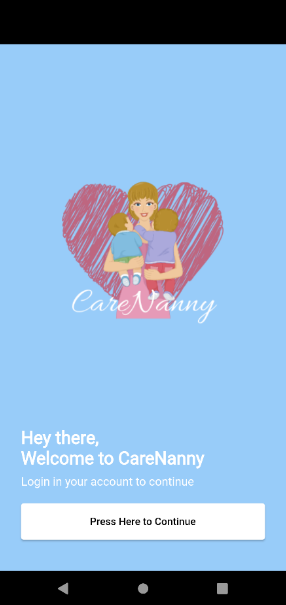 CareNanny
Hey there,
Welcome to CareNanny
Login in your account to continue
Press Here to Continue